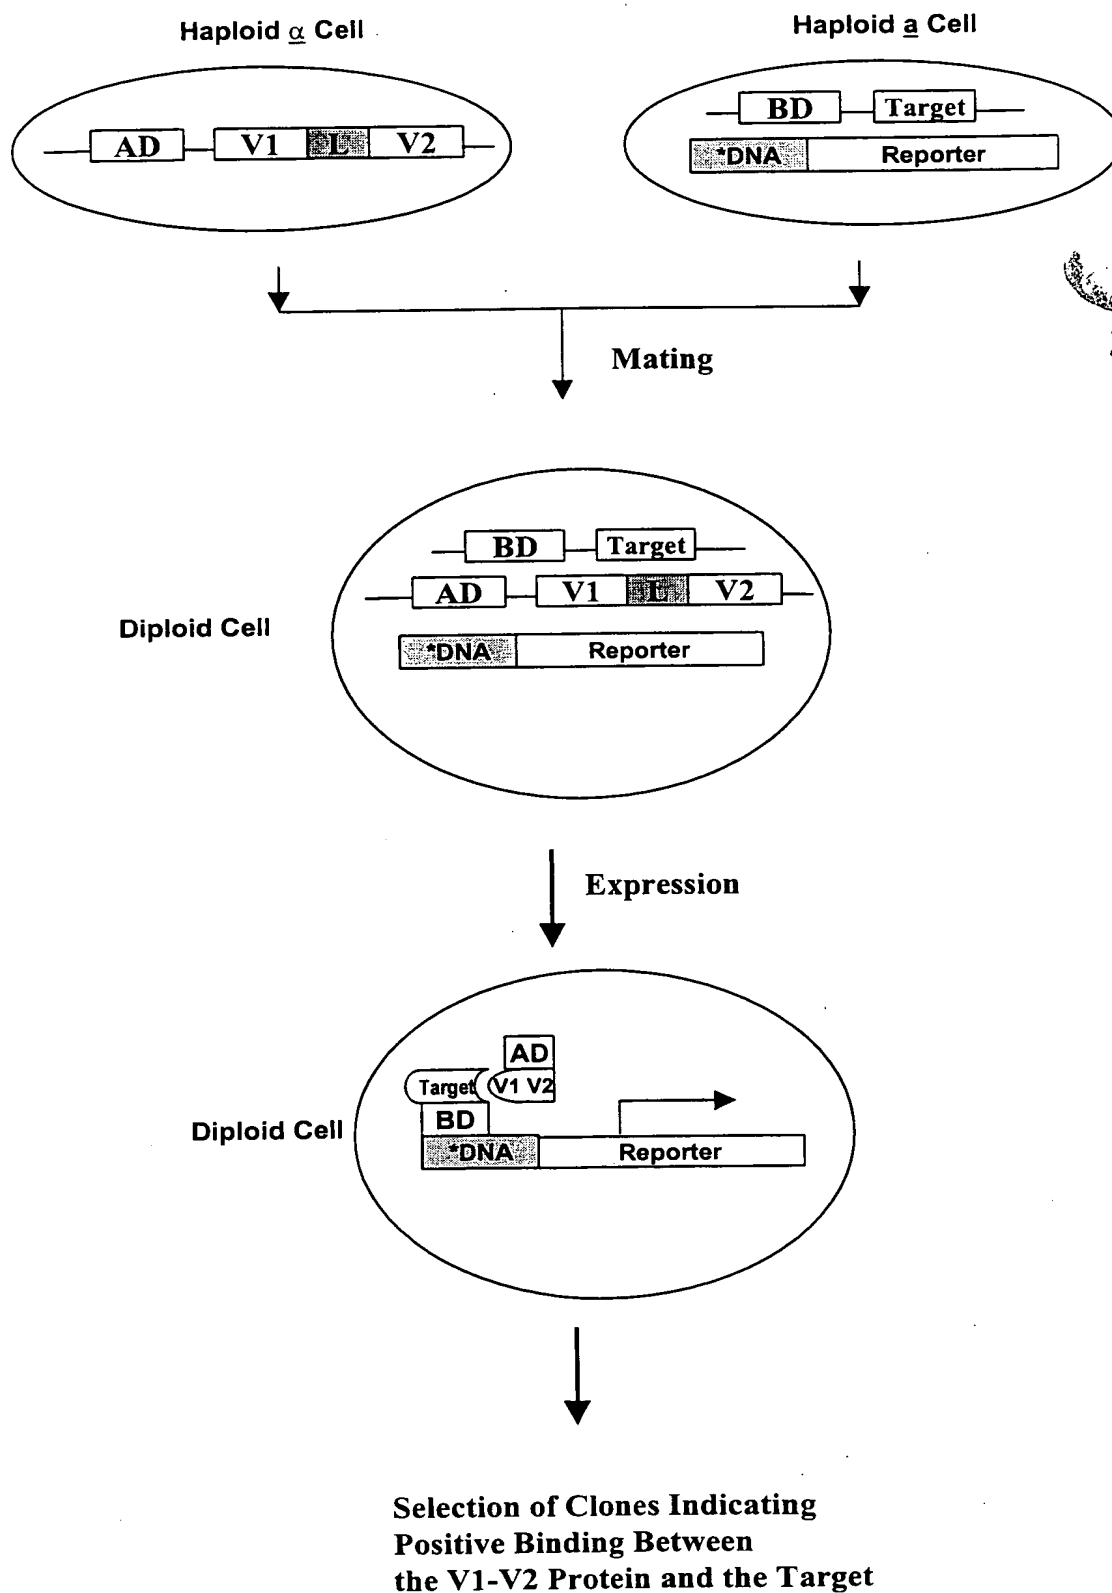 Haploid α Cell
Haploid a Cell
AD V1 L V2
BD Target
*DNA Reporter
Mating
BD Target
AD V1 L V2
Diploid Cell
*DNA Reporter
Expression
AD
Target V1 V2
BD
Diploid Cell
*DNA Reporter
Selection of Clones Indicating
Positive Binding Between
the V1-V2 Protein and the Target